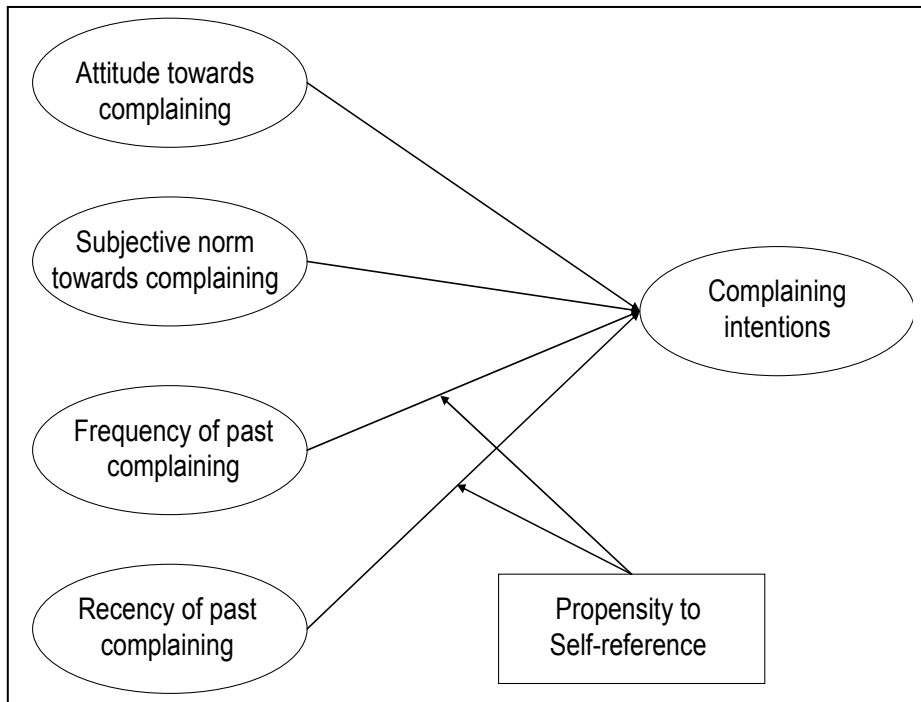 Attitude towards
complaining
Subjective norm
towards complaining
Complaining
intentions
Frequency of past
complaining
Recency of past
complaining
Propensity to
Self-reference